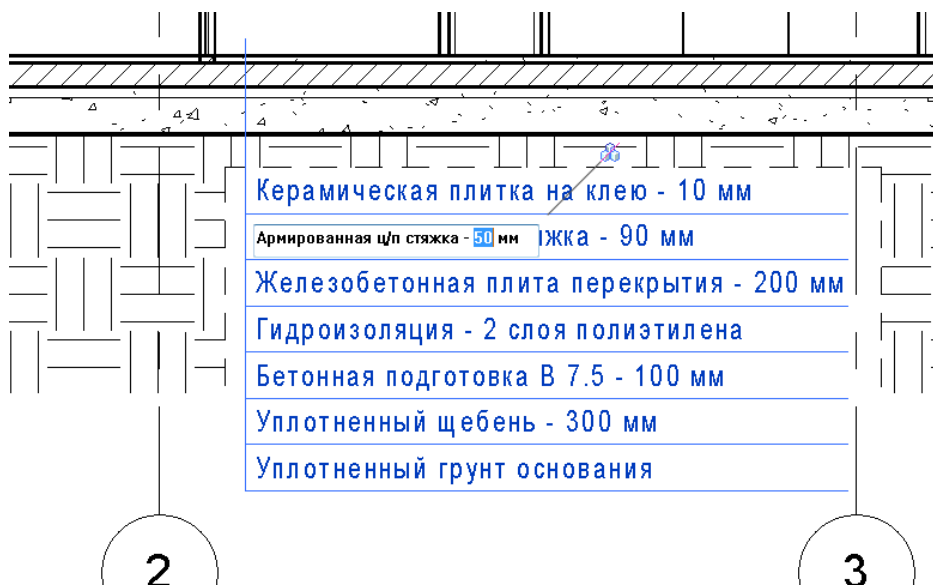 Керамическая плитка на клею - 10 мм
Армированная ц/п стяжка - 50 мм жка - 90 мм
Железобетонная плита перекрытия - 200 мм
Гидроизоляция - 2 слоя полиэтилена
Бетонная подготовка В 7.5 - 100 мм
Уплотненный щебень - 300 мм
Уплотненный грунт основания
2 3